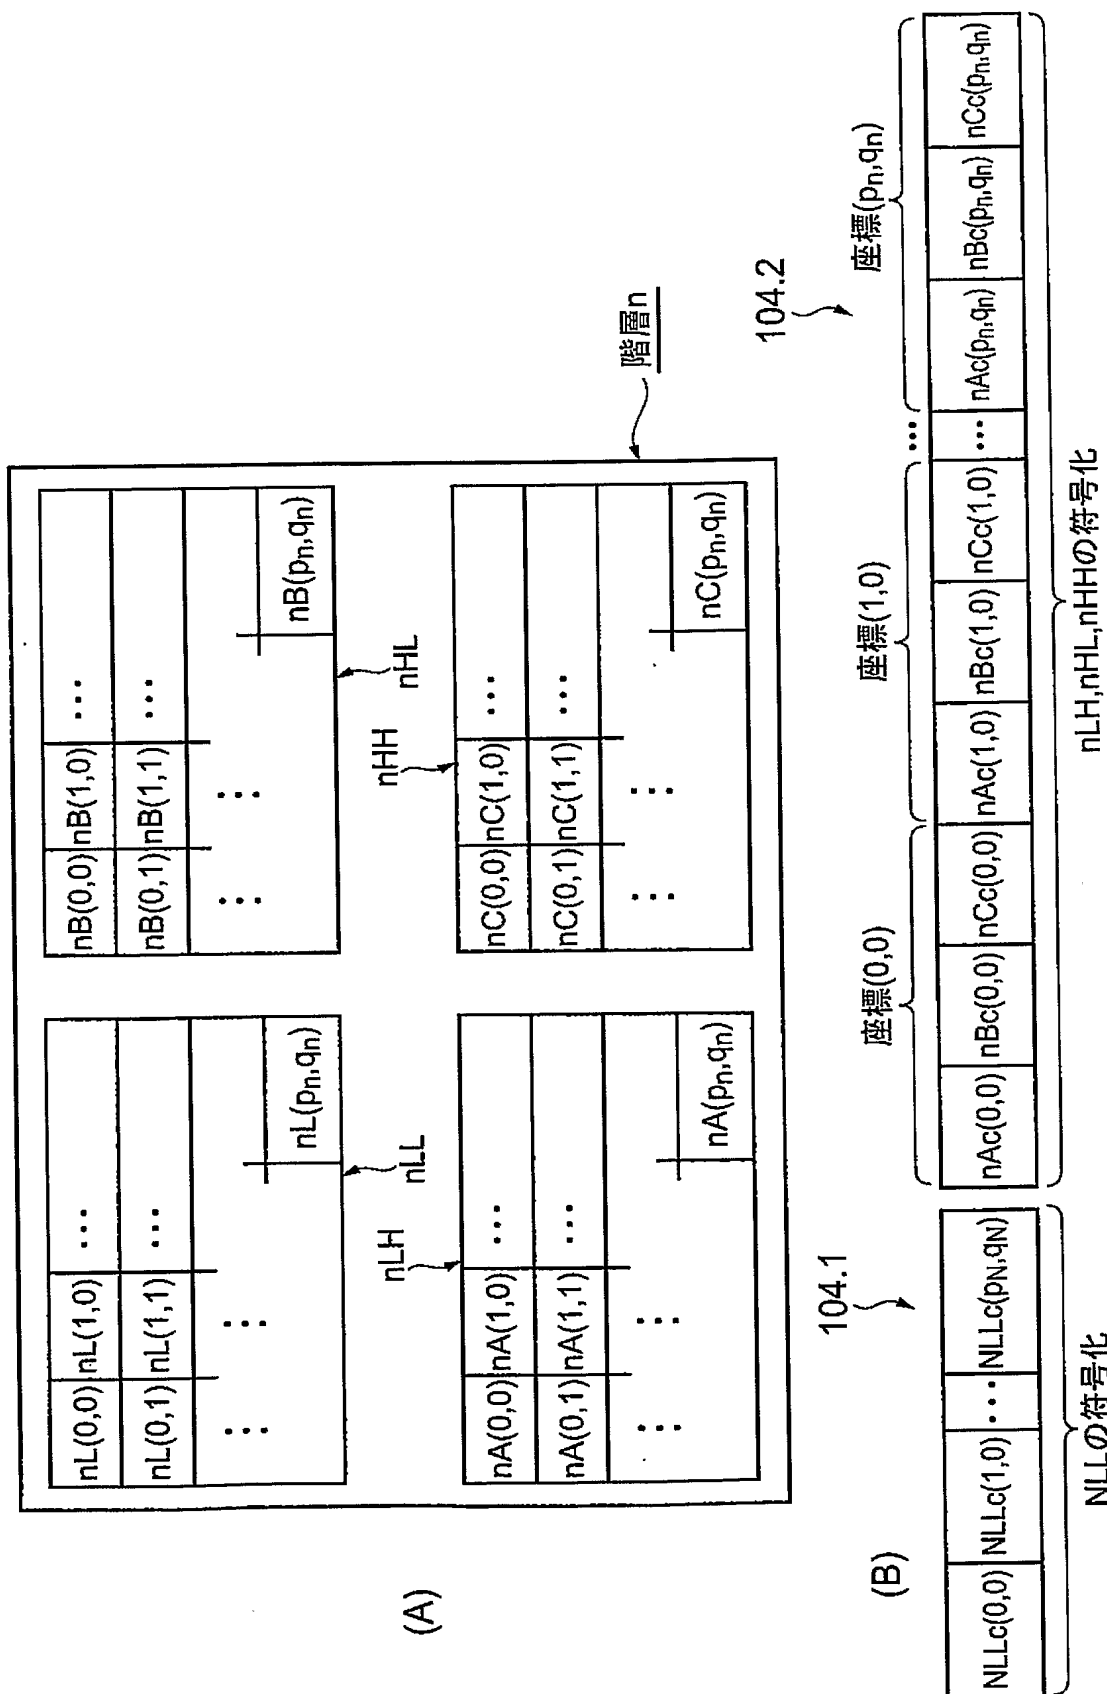 (A)
階層n
nL(0,0) nL(1,0) …
nL(0,1) nL(1,1) …
… …
nL(pn,qn)
nLL
nB(0,0) nB(1,0) …
nB(0,1) nB(1,1) …
… …
nB(pn,qn)
nHL
nLH
nA(0,0) nA(1,0) …
nA(0,1) nA(1,1) …
… …
nA(pn,qn)
nHH
nC(0,0) nC(1,0) …
nC(0,1) nC(1,1) …
… …
nC(pn,qn)
(B)
104.1
NLLc(0,0) NLLc(1,0) … NLLc(pN,qN)
NLLの符号化
104.2
座標(0,0) 座標(1,0) … 座標(pn,qn)
nAc(0,0) nBc(0,0) nCc(0,0) nAc(1,0) nBc(1,0) nCc(1,0) … nAc(pn,qn) nBc(pn,qn) nCc(pn,qn)
nLH,nHL,nHHの符号化